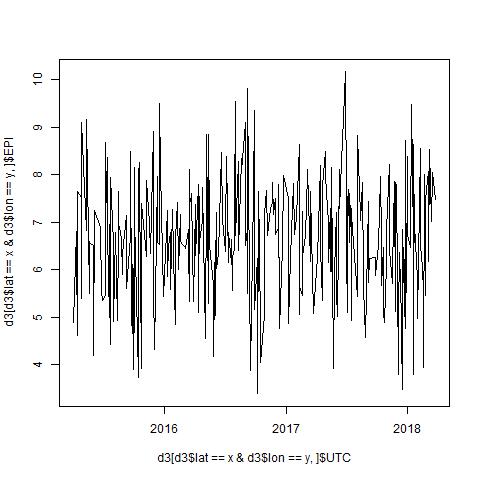 d3[d3$lat == x & d3$lon == y, ]$EPI
10
9
8
7
6
5
4
2016 2017 2018
d3[d3$lat == x & d3$lon == y, ]$UTC